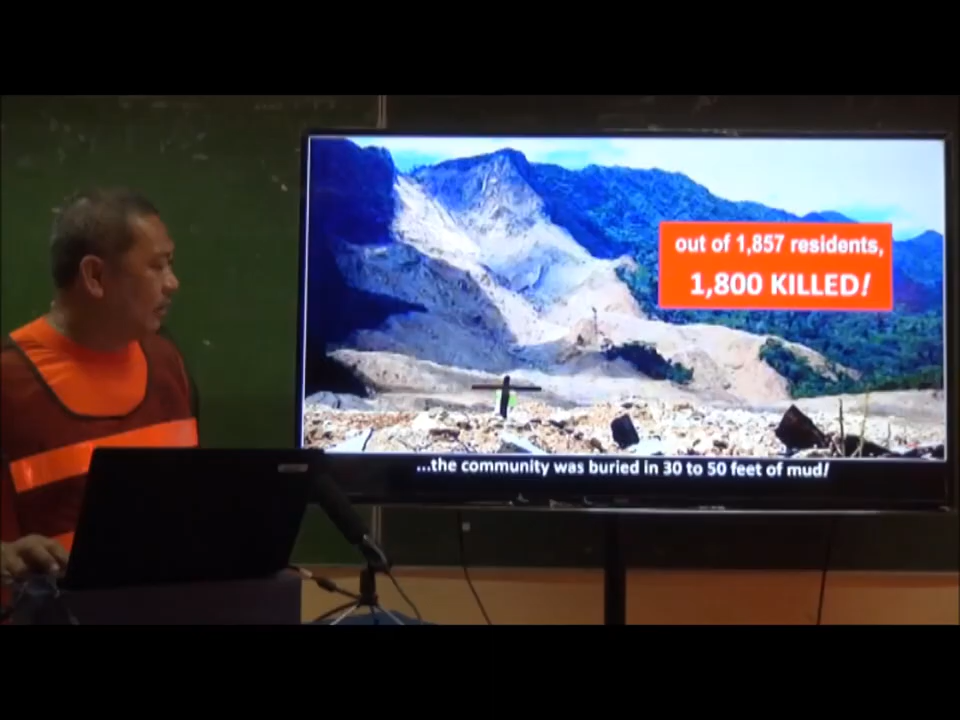 out of 1,857 residents,
1,800 KILLED!
...the community was buried in 30 to 50 feet of mud!